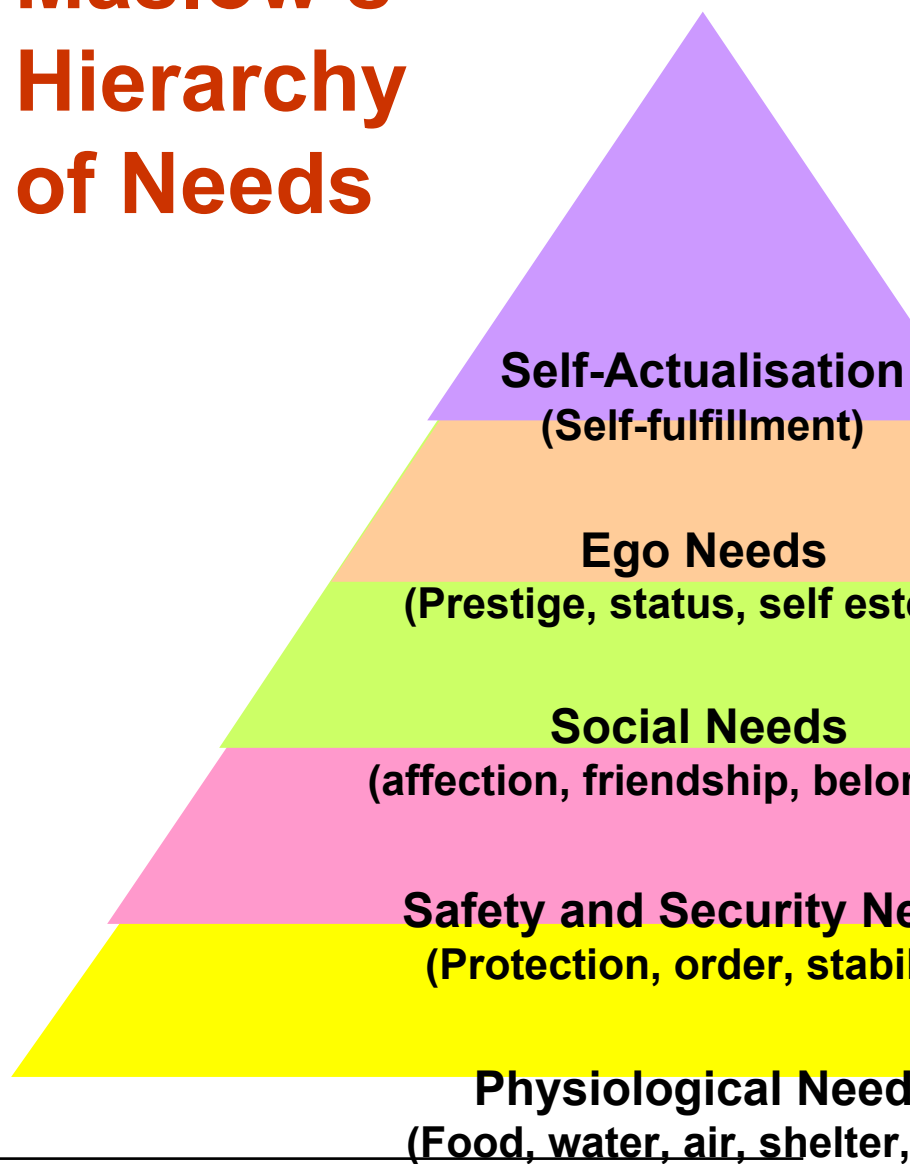 Maslow's
Hierarchy
of Needs
Self-Actualisation
(Self-fulfillment)
Ego Needs
(Prestige, status, self
Social Needs
(affection, friendship,
Safety and Security
(Protection, order,
Physiological
(Food, water, air, shelter,